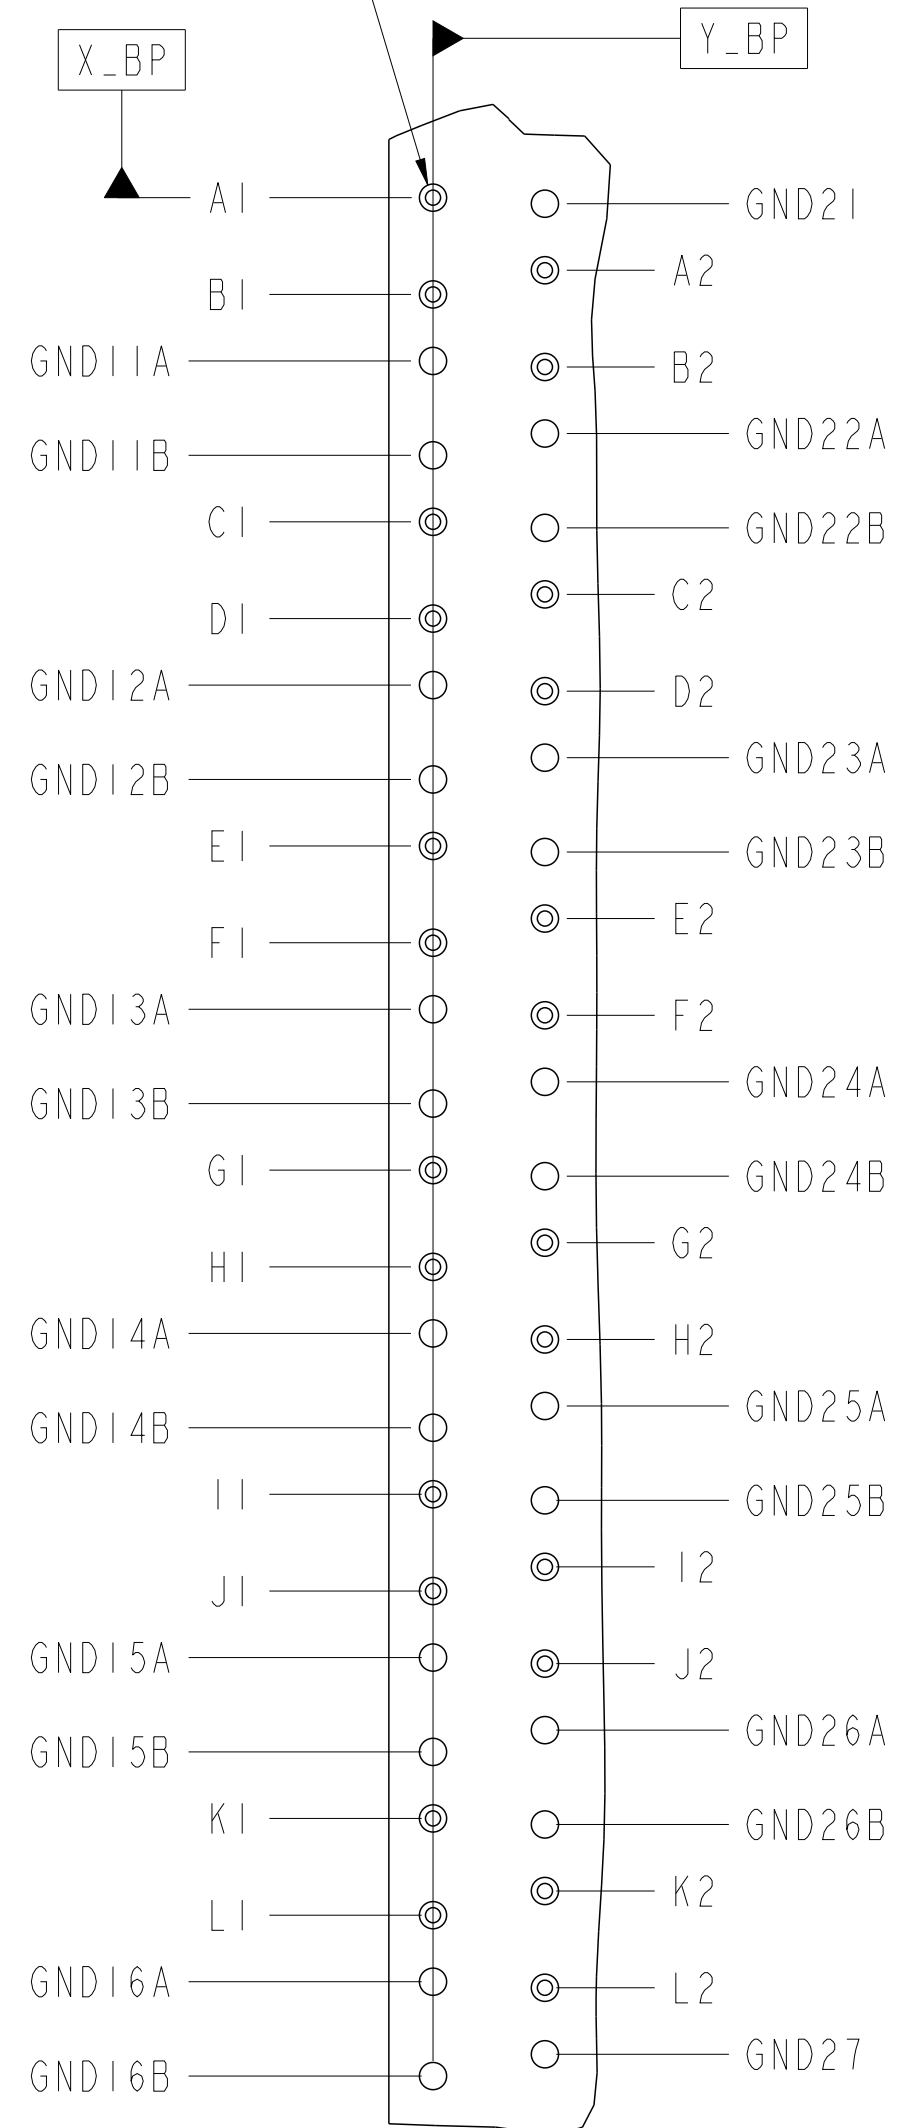 X_BP
Y_BP
A1
GND21
A2
B1
GND11A
B2
GND22A
GND11B
C1
GND22B
C2
D1
GND12A
D2
GND23A
GND12B
E1
GND23B
E2
F1
GND13A
F2
GND24A
GND13B
G1
GND24B
G2
H1
GND14A
H2
GND25A
GND14B
I1
GND25B
I2
J1
GND15A
J2
GND26A
GND15B
K1
GND26B
K2
L1
GND16A
L2
GND27
GND16B